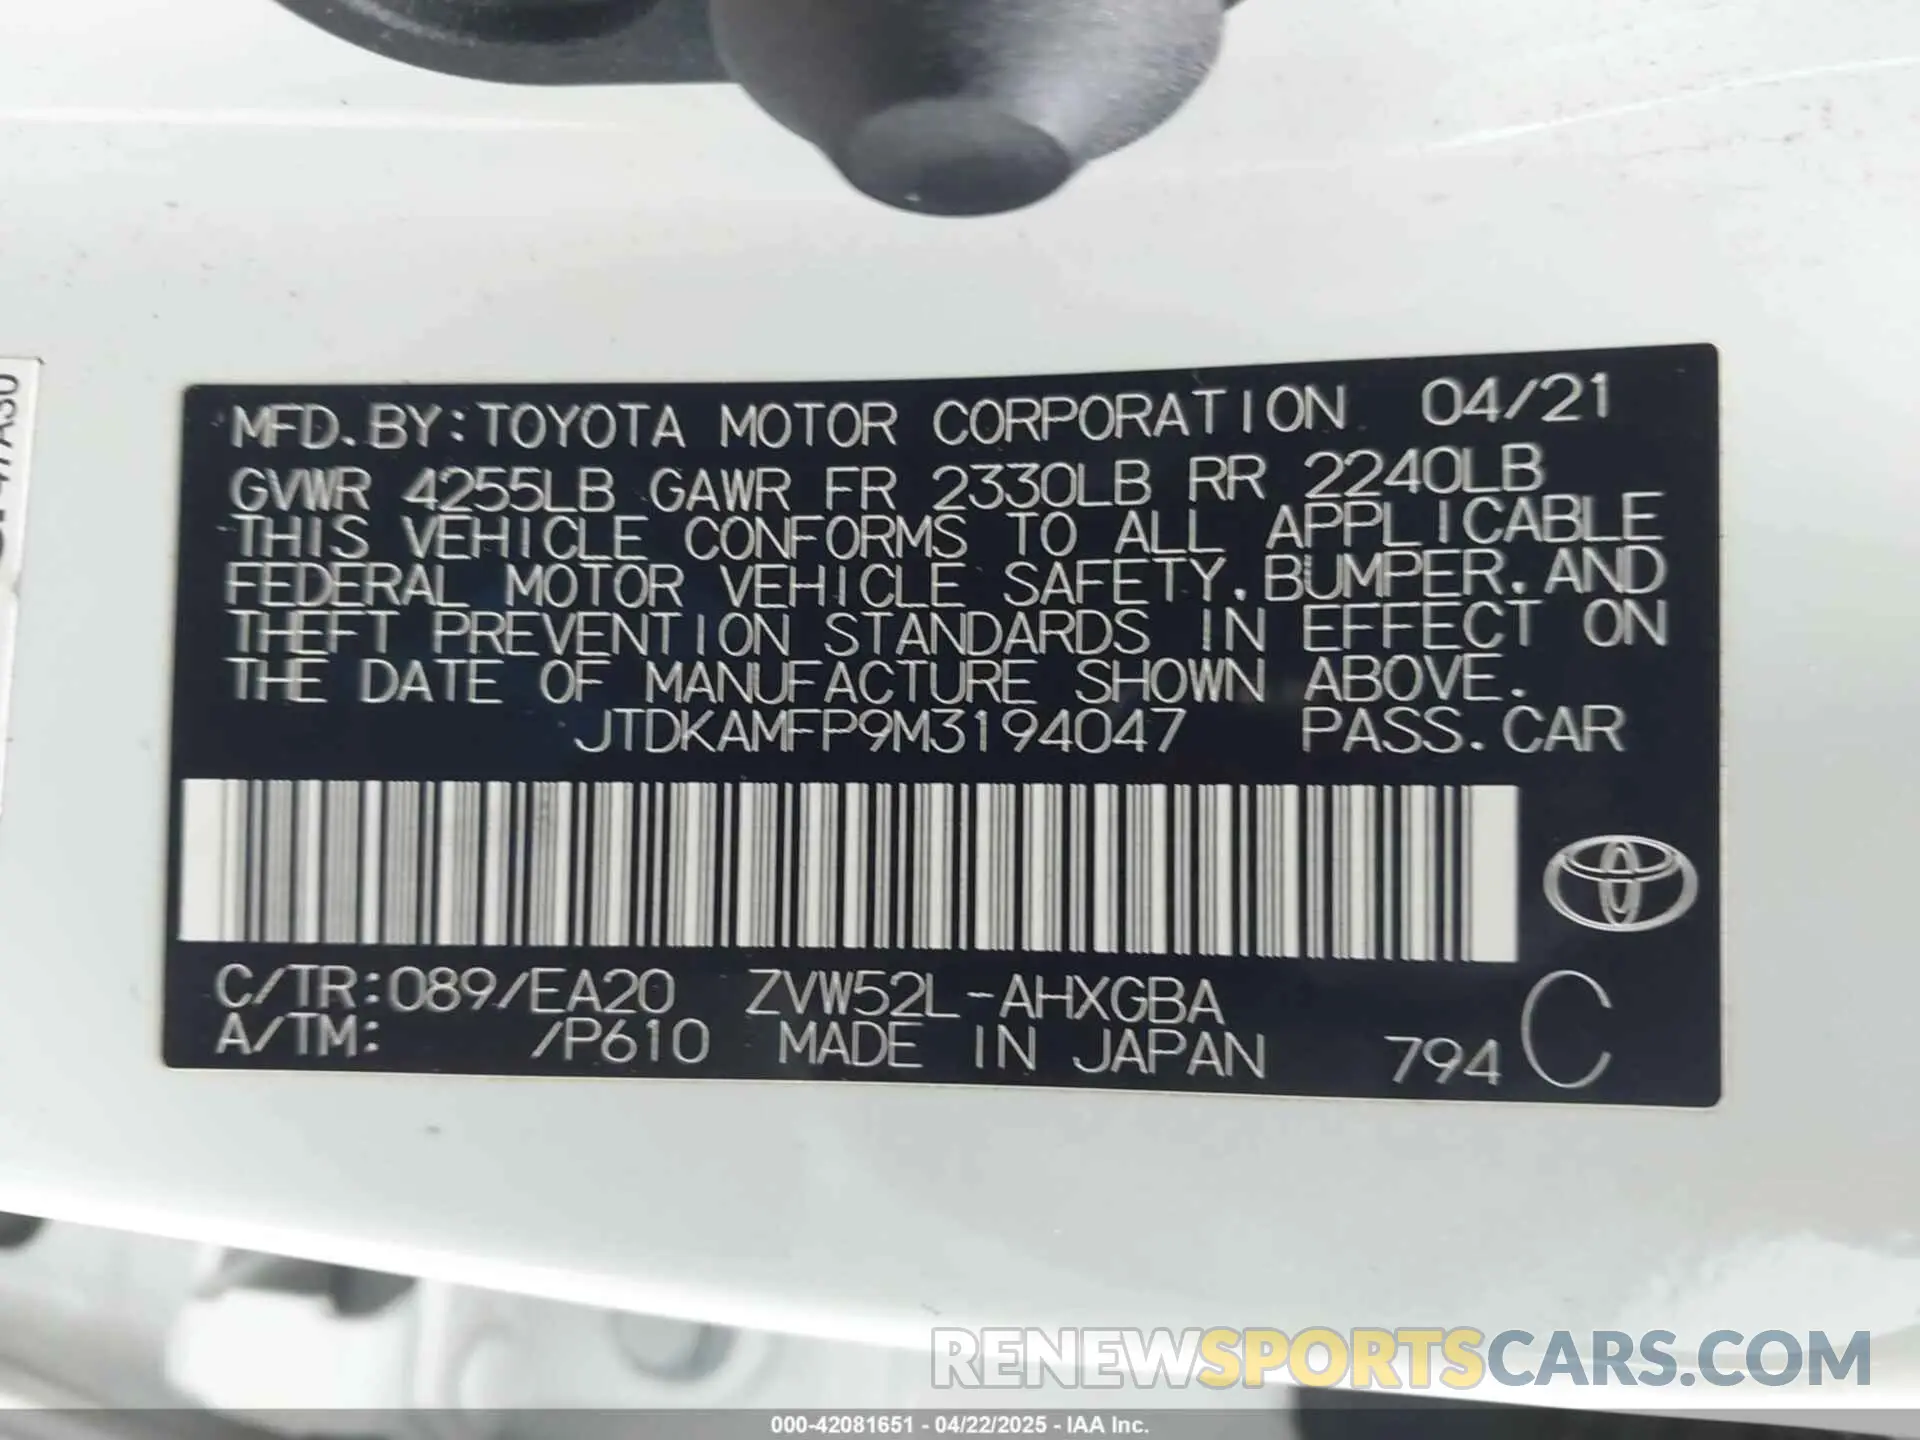 MFD.BY:TOYOTA MOTOR CORPORATION 04/21
GVWR 4255LB GAWR FR 2330LB RR 2240LB
THIS VEHICLE CONFORMS TO ALL APPLICABLE
FEDERAL MOTOR VEHICLE SAFETY,BUMPER,AND
THEFT PREVENTION STANDARDS IN EFFECT ON
THE DATE OF MANUFACTURE SHOWN ABOVE.
JTDKAMFP9M3194047 PASS.CAR
C/TR:089/EA20 ZVW52L-AHXGBA
A/TM: /P610 MADE IN JAPAN 794 C
RENEWSPORTSCARS.COM
000-42081651 - 04/22/2025 - IAA Inc.